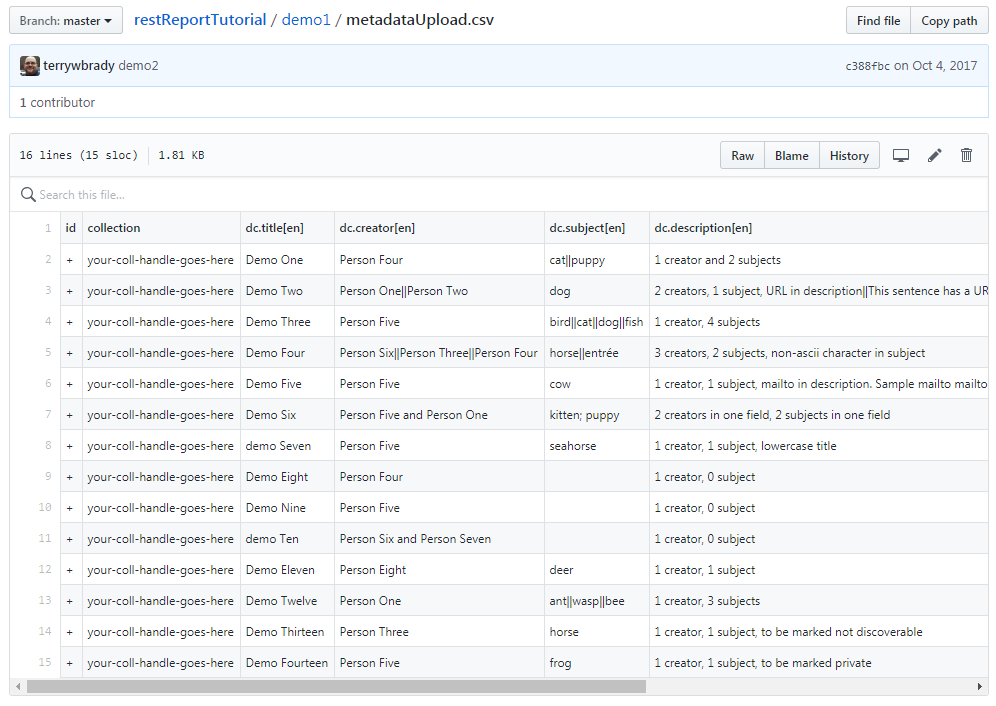 Branch: master restReportTutorial / demo1 / metadataUpload.csv Find file Copy path
terrywbrady demo2 c388fbc on Oct 4, 2017
1 contributor
16 lines (15 sloc) 1.81 KB Raw Blame History
Search this file...
1 id collection dc.title[en] dc.creator[en] dc.subject[en] dc.description[en]
2 + your-coll-handle-goes-here Demo One Person Four cat||puppy 1 creator and 2 subjects
3 + your-coll-handle-goes-here Demo Two Person One||Person Two dog 2 creators, 1 subject, URL in description||This sentence has a UR
4 + your-coll-handle-goes-here Demo Three Person Five bird||cat||dog||fish 1 creator, 4 subjects
5 + your-coll-handle-goes-here Demo Four Person Six||Person Three||Person Four horse||entrée 3 creators, 2 subjects, non-ascii character in subject
6 + your-coll-handle-goes-here Demo Five Person Five cow 1 creator, 1 subject, mailto in description. Sample mailto mailto
7 + your-coll-handle-goes-here Demo Six Person Five and Person One kitten; puppy 2 creators in one field, 2 subjects in one field
8 + your-coll-handle-goes-here demo Seven Person Five seahorse 1 creator, 1 subject, lowercase title
9 + your-coll-handle-goes-here Demo Eight Person Four 1 creator, 0 subject
10 + your-coll-handle-goes-here Demo Nine Person Five 1 creator, 0 subject
11 + your-coll-handle-goes-here demo Ten Person Six and Person Seven 1 creator, 0 subject
12 + your-coll-handle-goes-here Demo Eleven Person Eight deer 1 creator, 1 subject
13 + your-coll-handle-goes-here Demo Twelve Person One ant||wasp||bee 1 creator, 3 subjects
14 + your-coll-handle-goes-here Demo Thirteen Person Three horse 1 creator, 1 subject, to be marked not discoverable
15 + your-coll-handle-goes-here Demo Fourteen Person Five frog 1 creator, 1 subject, to be marked private